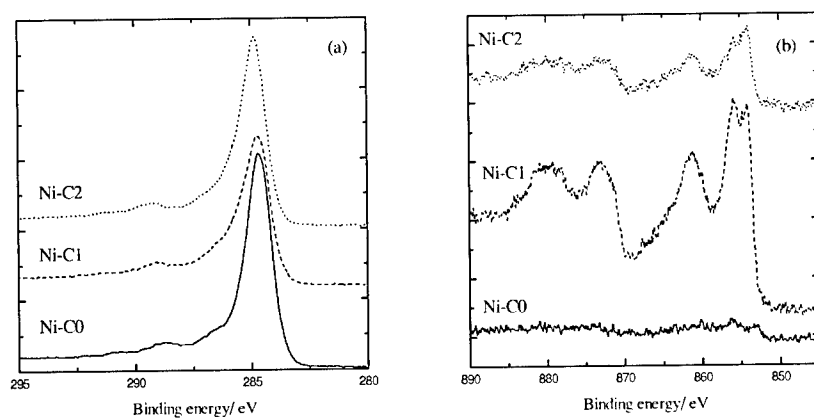 (a)
Ni-C2
Ni-C1
Ni-C0
295
290
285
280
Binding energy/ eV
(b)
Ni-C2
Ni-C1
Ni-C0
890
880
870
860
850
Binding energy/ eV